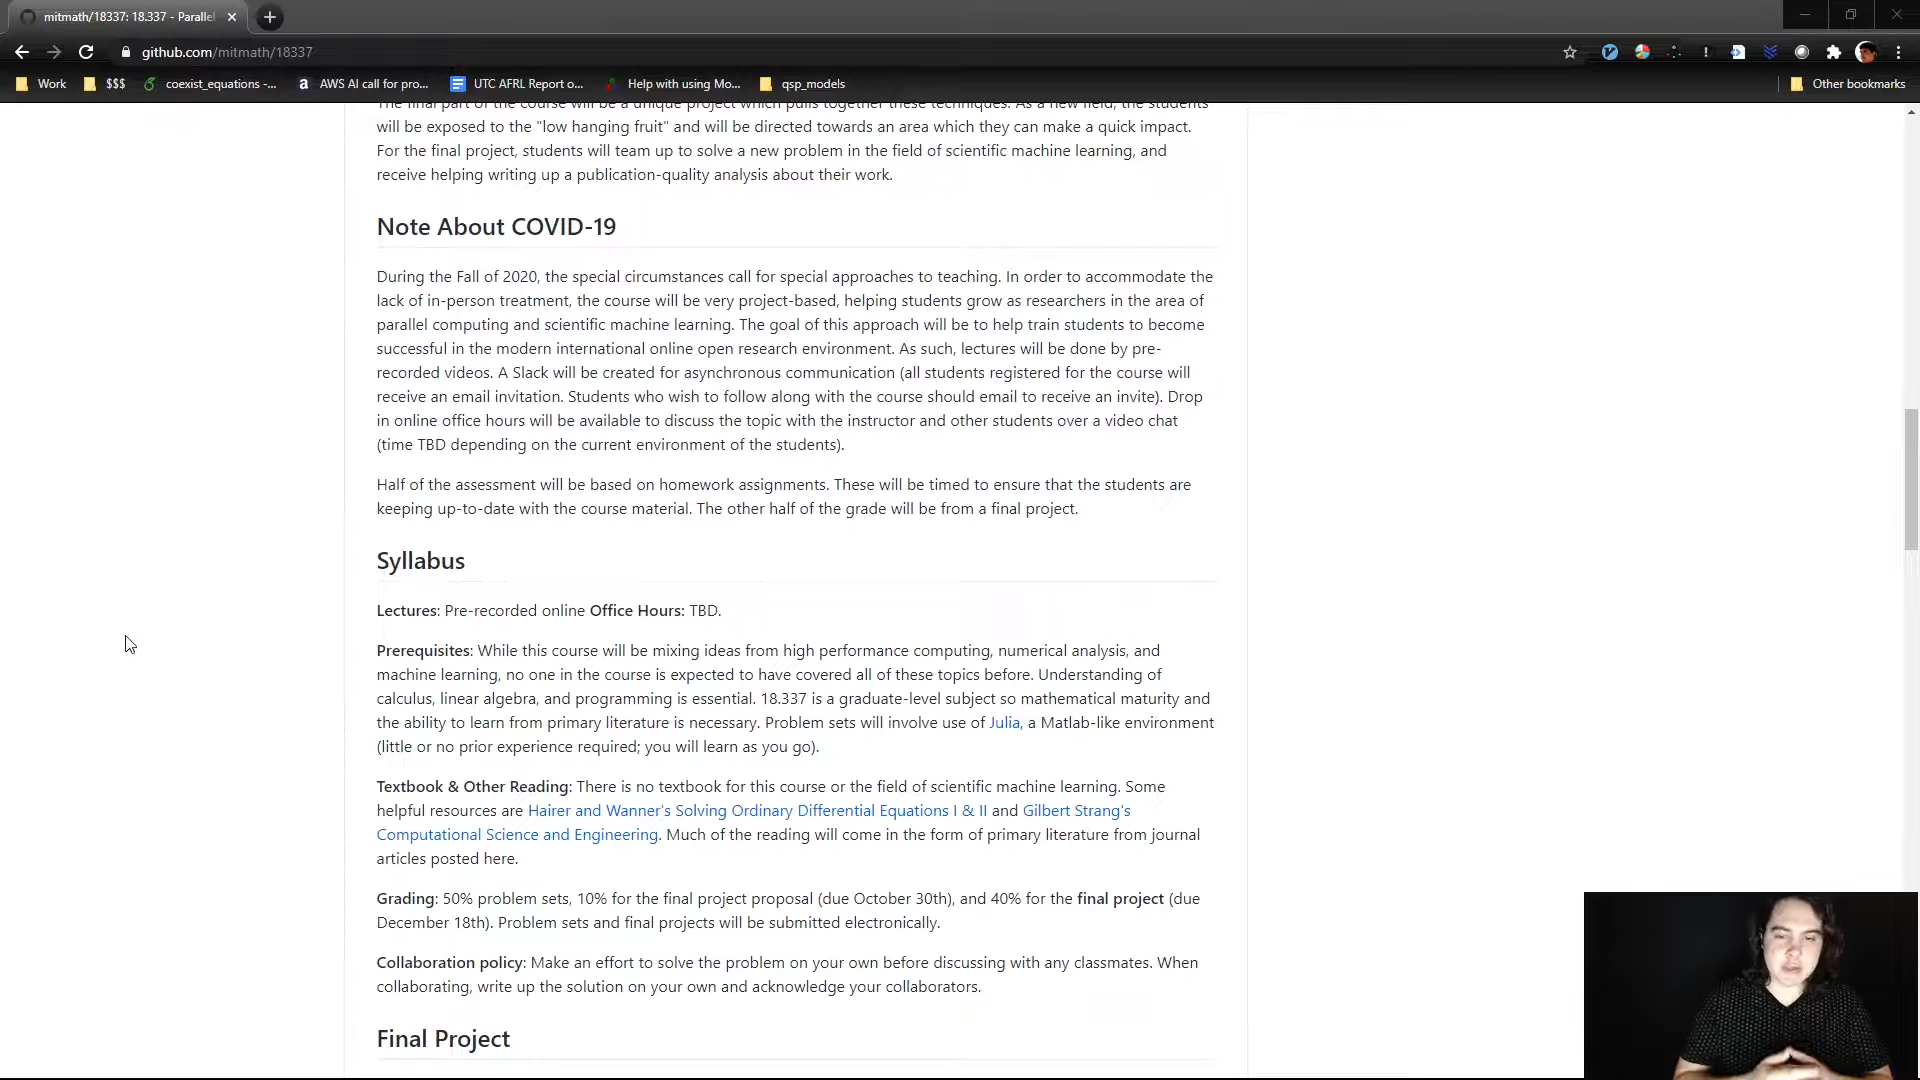 mitmath/18337: 18.337 - Parallel
github.com/mitmath/18337
Work $$$ coexist_equations -... AWS AI call for pro... UTC AFRL Report o... Help with using Mo... qsp_models Other bookmarks
The final part of the course will be a unique project which pulls together these techniques. As a new field, the students
will be exposed to the "low hanging fruit" and will be directed towards an area which they can make a quick impact.
For the final project, students will team up to solve a new problem in the field of scientific machine learning, and
receive helping writing up a publication-quality analysis about their work.
Note About COVID-19
During the Fall of 2020, the special circumstances call for special approaches to teaching. In order to accommodate the
lack of in-person treatment, the course will be very project-based, helping students grow as researchers in the area of
parallel computing and scientific machine learning. The goal of this approach will be to help train students to become
successful in the modern international online open research environment. As such, lectures will be done by pre-
recorded videos. A Slack will be created for asynchronous communication (all students registered for the course will
receive an email invitation. Students who wish to follow along with the course should email to receive an invite). Drop
in online office hours will be available to discuss the topic with the instructor and other students over a video chat
(time TBD depending on the current environment of the students).
Half of the assessment will be based on homework assignments. These will be timed to ensure that the students are
keeping up-to-date with the course material. The other half of the grade will be from a final project.
Syllabus
Lectures: Pre-recorded online Office Hours: TBD.
Prerequisites: While this course will be mixing ideas from high performance computing, numerical analysis, and
machine learning, no one in the course is expected to have covered all of these topics before. Understanding of
calculus, linear algebra, and programming is essential. 18.337 is a graduate-level subject so mathematical maturity and
the ability to learn from primary literature is necessary. Problem sets will involve use of Julia, a Matlab-like environment
(little or no prior experience required; you will learn as you go).
Textbook & Other Reading: There is no textbook for this course or the field of scientific machine learning. Some
helpful resources are Hairer and Wanner's Solving Ordinary Differential Equations I & II and Gilbert Strang's
Computational Science and Engineering. Much of the reading will come in the form of primary literature from journal
articles posted here.
Grading: 50% problem sets, 10% for the final project proposal (due October 30th), and 40% for the final project (due
December 18th). Problem sets and final projects will be submitted electronically.
Collaboration policy: Make an effort to solve the problem on your own before discussing with any classmates. When
collaborating, write up the solution on your own and acknowledge your collaborators.
Final Project